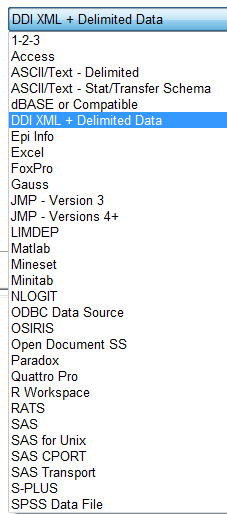 DDI XML + Delimited Data
1-2-3
Access
ASCII/Text - Delimited
ASCII/Text - Stat/Transfer Schema
dBASE or Compatible
DDI XML + Delimited Data
Epi Info
Excel
FoxPro
Gauss
JMP - Version 3
JMP - Versions 4+
LIMDEP
Matlab
Mineset
Minitab
NLOGIT
ODBC Data Source
OSIRIS
Open Document SS
Paradox
Quattro Pro
R Workspace
RATS
SAS
SAS for Unix
SAS CPORT
SAS Transport
S-PLUS
SPSS Data File